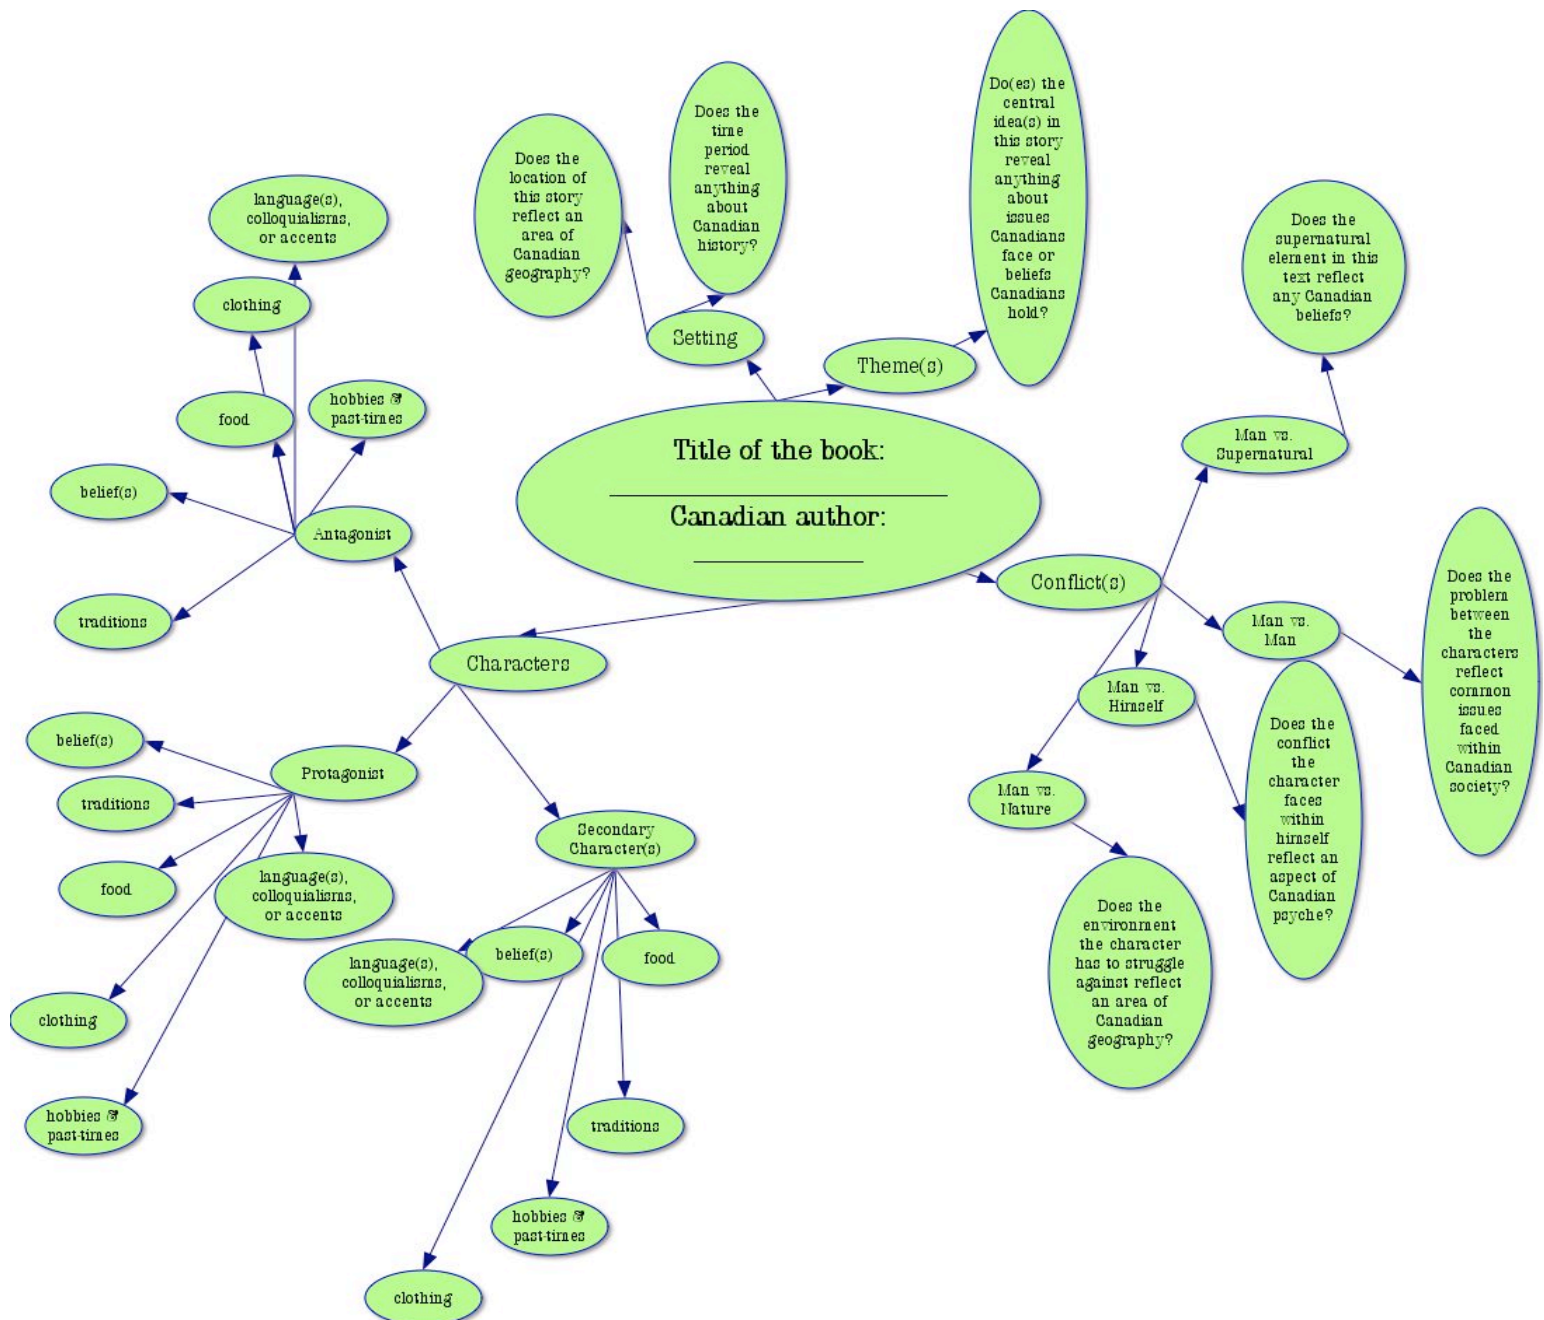 Do(es) the
central
idea(s) in
this story
reveal
anything
about
issues
Canadians
face or
beliefs
Canadians
hold?
Does the
time
period
reveal
anything
about
Canadian
history?
Does the
location of
this story
reflect an
area of
Canadian
geography?
Setting
Theme(s)
Title of the book:
Canadian author:
language(s),
colloquialisms,
or accents
clothing
food
hobbies &
past-times
belief(s)
Antagonist
traditions
Does the
supernatural
element in this
text reflect
any Canadian
beliefs?
Man vs.
Supernatural
Conflict(s)
Man vs.
Man
Does the
problem
between
the
characters
reflect
common
issues
faced
within
Canadian
society?
Man vs.
Himself
Does the
conflict
the
character
faces
within
himself
reflect an
aspect of
Canadian
psyche?
Man vs.
Nature
Does the
environment
the character
has to struggle
against reflect
an area of
Canadian
geography?
Characters
Protagonist
belief(s)
traditions
food
language(s),
colloquialisms,
or accents
clothing
hobbies &
past-times
Secondary
Character(s)
language(s),
colloquialisms,
or accents
belief(s)
food
traditions
hobbies &
past-times
clothing